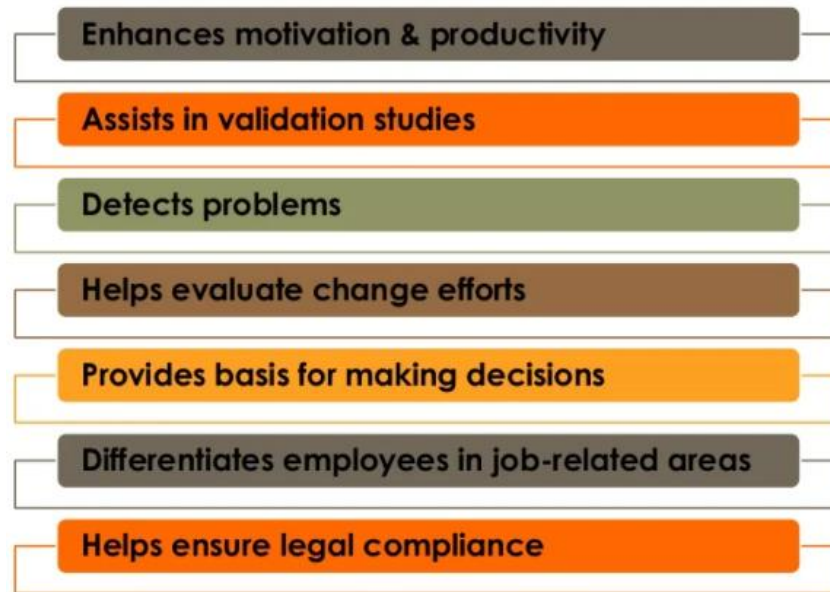 Enhances motivation & productivity
Assists in validation studies
Detects problems
Helps evaluate change efforts
Provides basis for making decisions
Differentiates employees in job-related areas
Helps ensure legal compliance